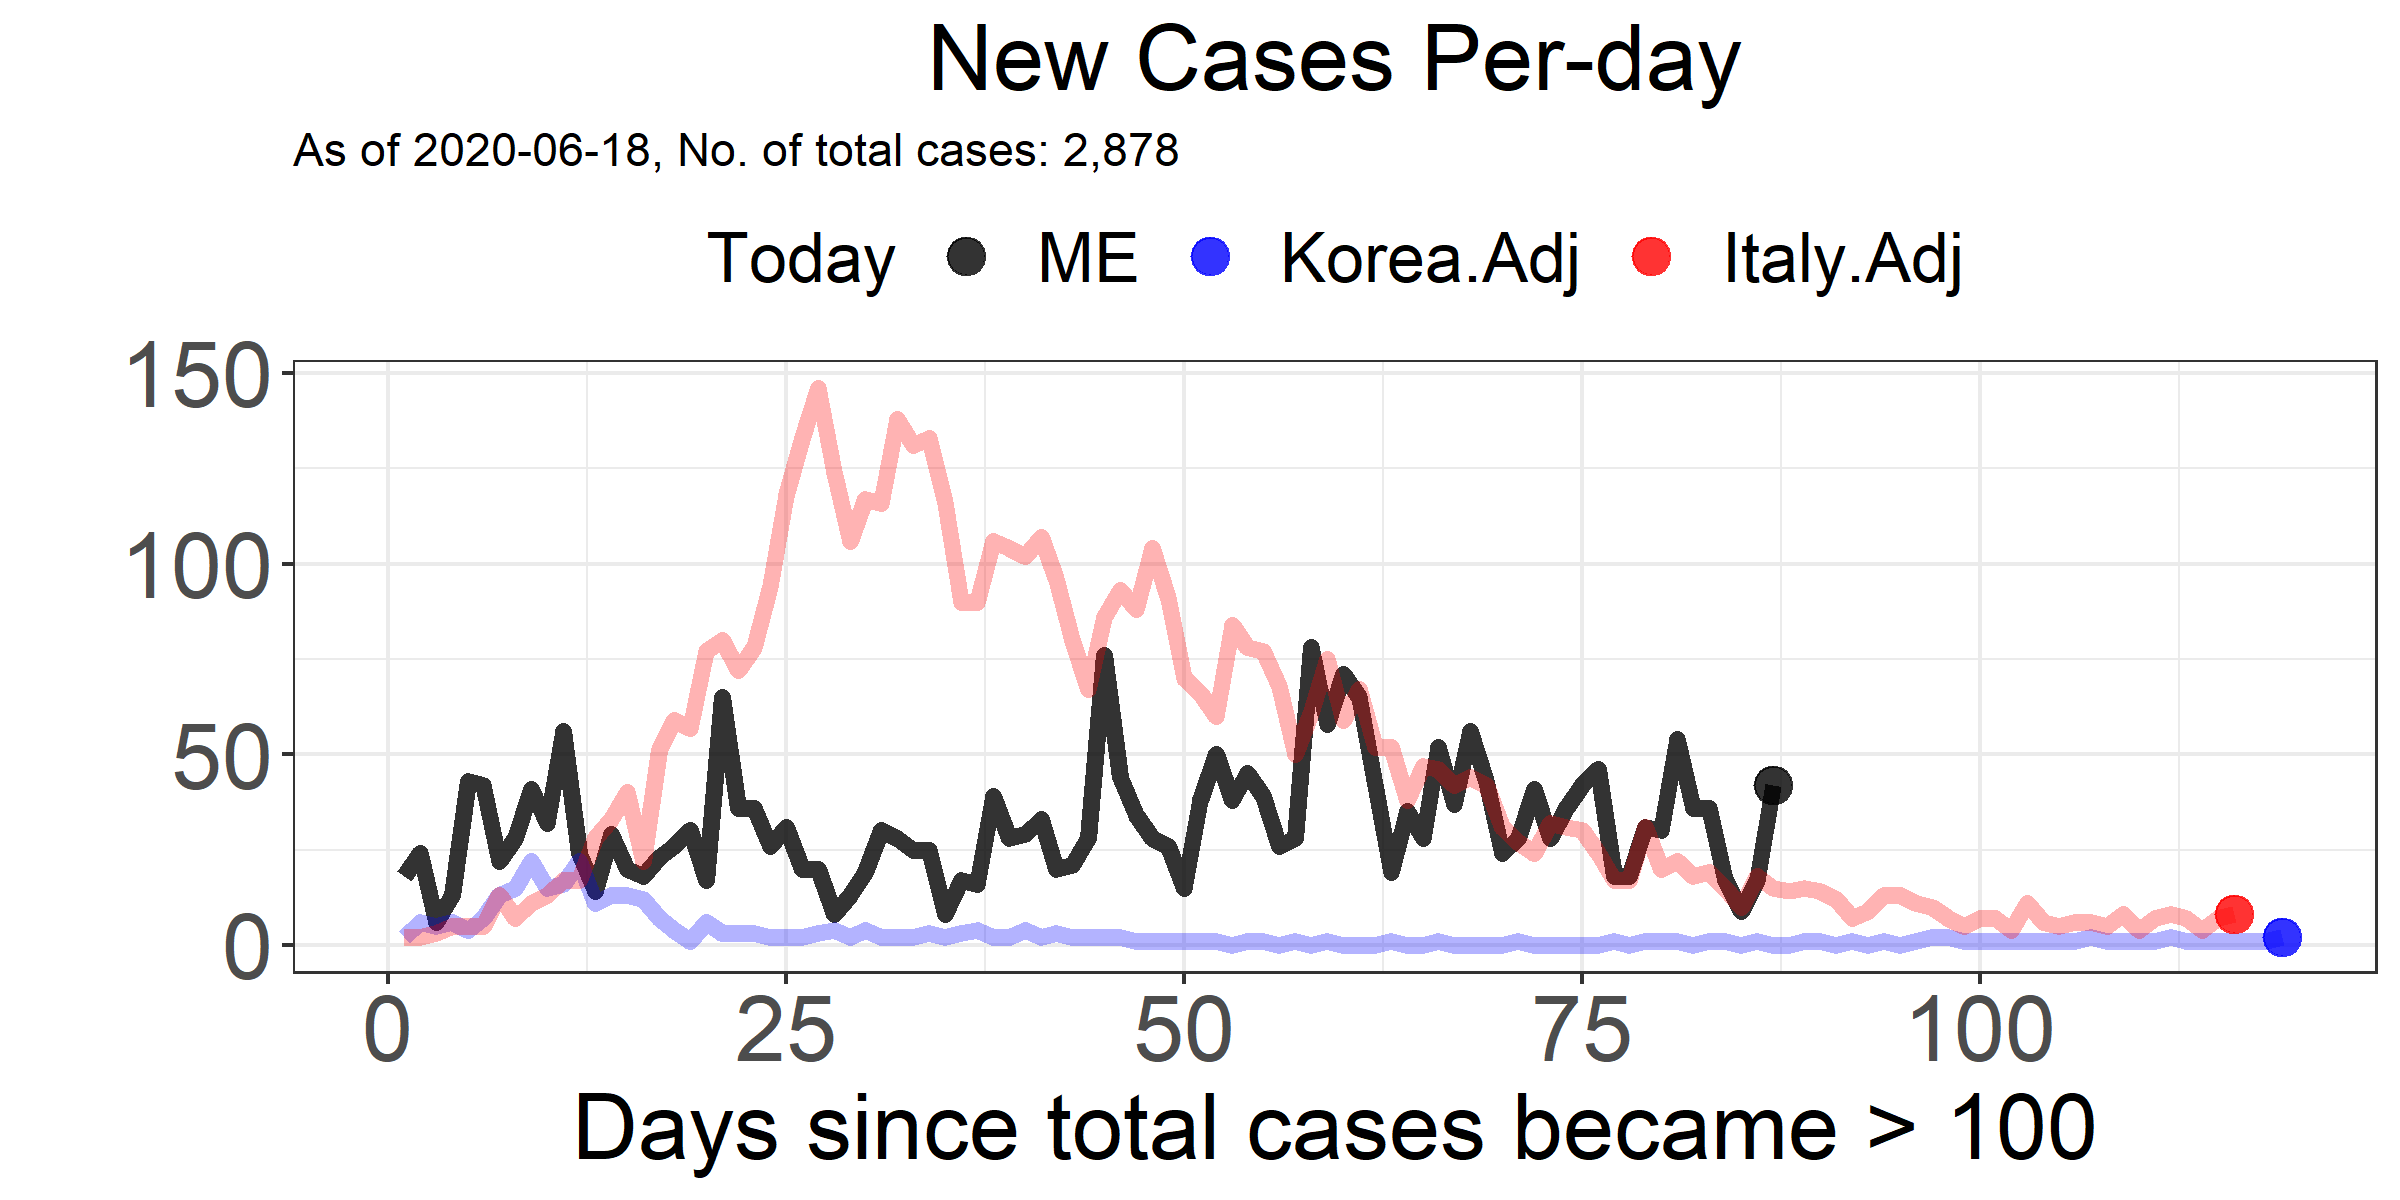 New Cases Per-day
As of 2020-06-18, No. of total cases: 2,878
Today ME Korea.Adj Italy.Adj
150
100
50
0
0 25 50 75 100
Days since total cases became > 100